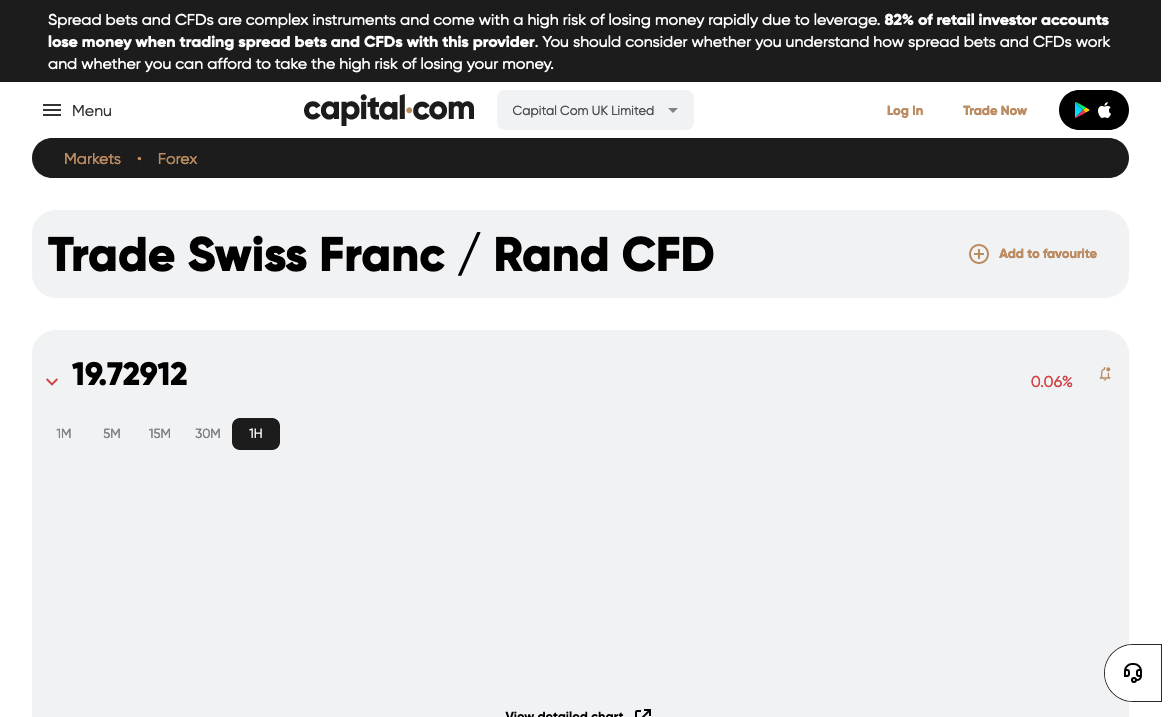 Spread bets and CFDs are complex instruments and come with a high risk of losing money rapidly due to leverage. 82% of retail investor accounts
lose money when trading spread bets and CFDs with this provider. You should consider whether you understand how spread bets and CFDs work
and whether you can afford to take the high risk of losing your money.
Menu
capital.com
Capital Com UK Limited
Log In
Trade Now
Markets
Forex
Trade Swiss Franc / Rand CFD
Add to favourite
19.72912
0.06%
1M
5M
15M
30M
1H
View detailed chart